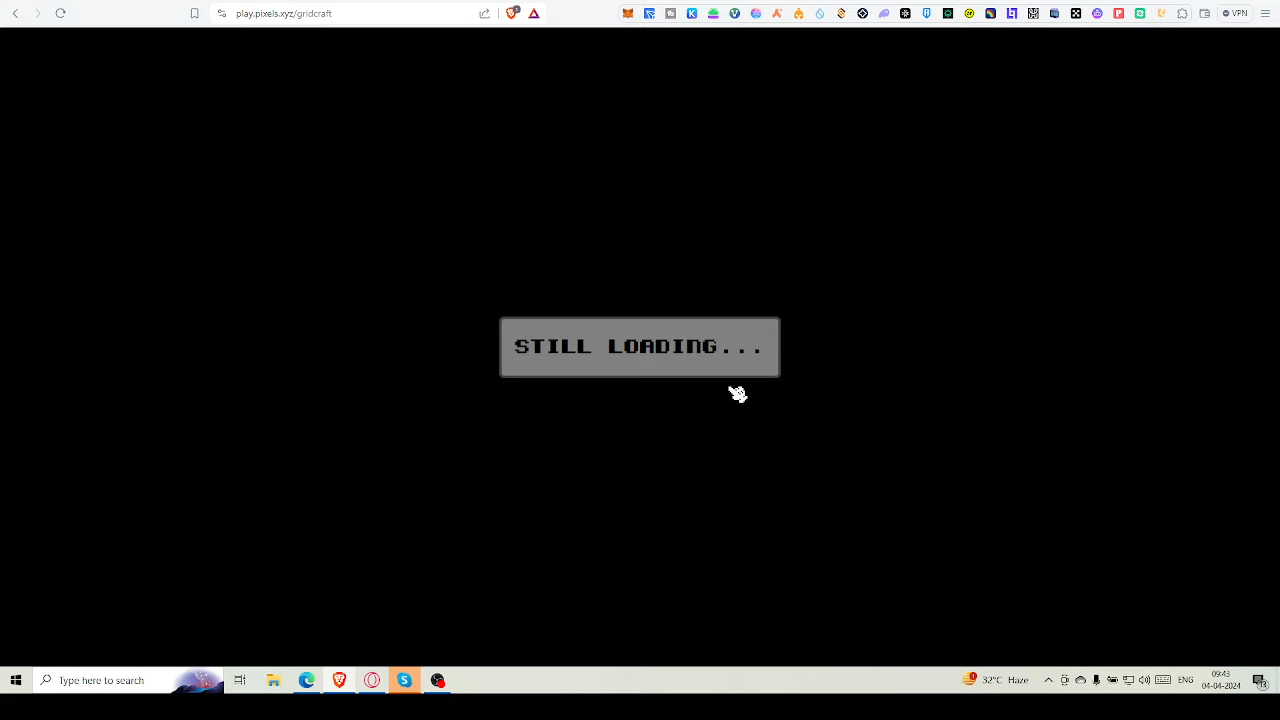 play.pixels.xyz/gridcraft
VPN
STILL LOADING...
Type here to search
32°C Haze
ENG
09:43
04-04-2024